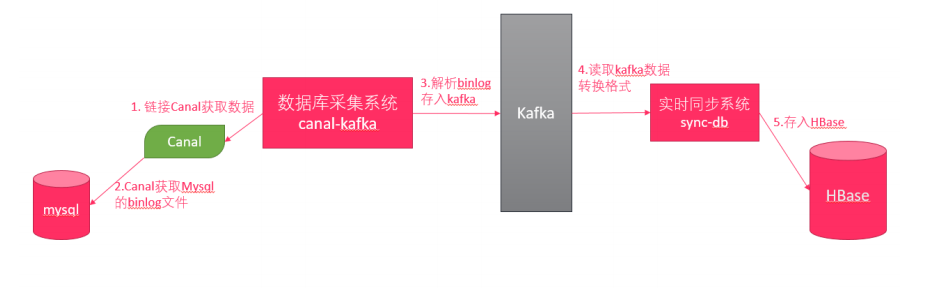 1. 链接Canal获取数据
Canal
2.Canal获取Mysql
的binlog文件
mysql
数据库采集系统
canal-kafka
3.解析binlog
存入kafka
Kafka
4.读取kafka数据
转换格式
实时同步系统
sync-db
5.存入HBase
HBase